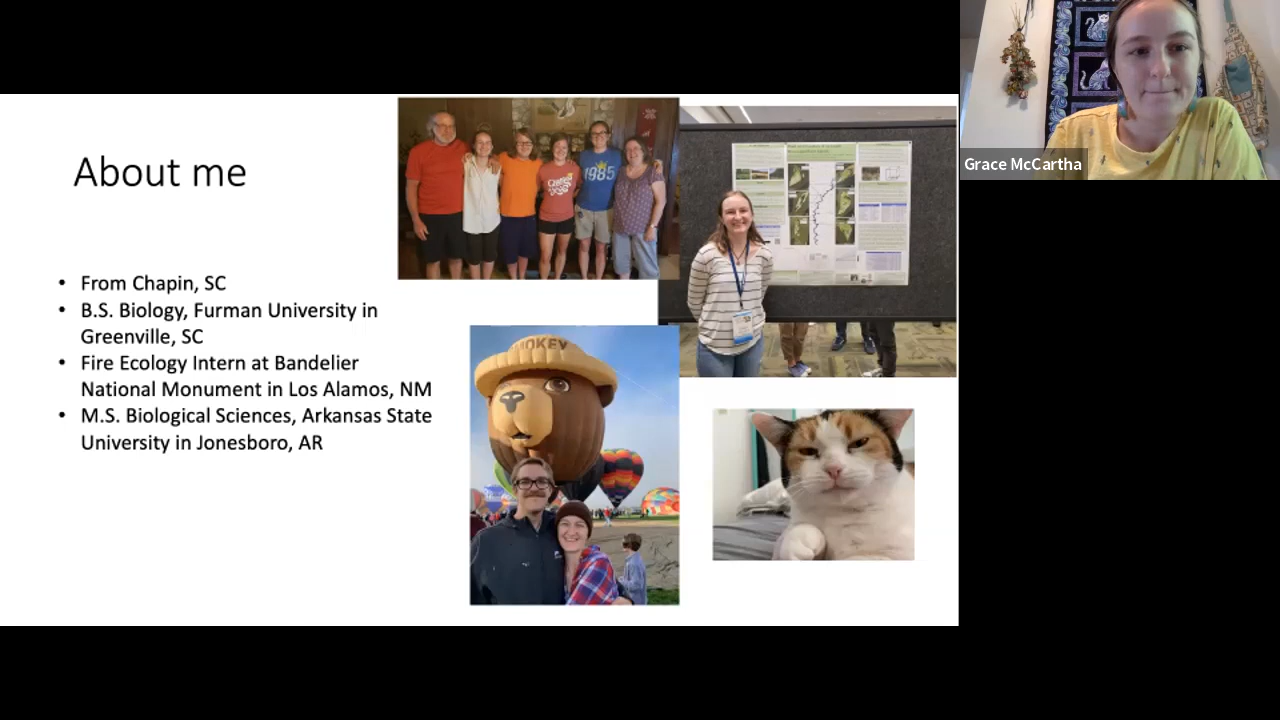 About me
• From Chapin, SC
• B.S. Biology, Furman University in
Greenville, SC
• Fire Ecology Intern at Bandelier
National Monument in Los Alamos, NM
• M.S. Biological Sciences, Arkansas State
University in Jonesboro, AR
1985
Grace McCartha